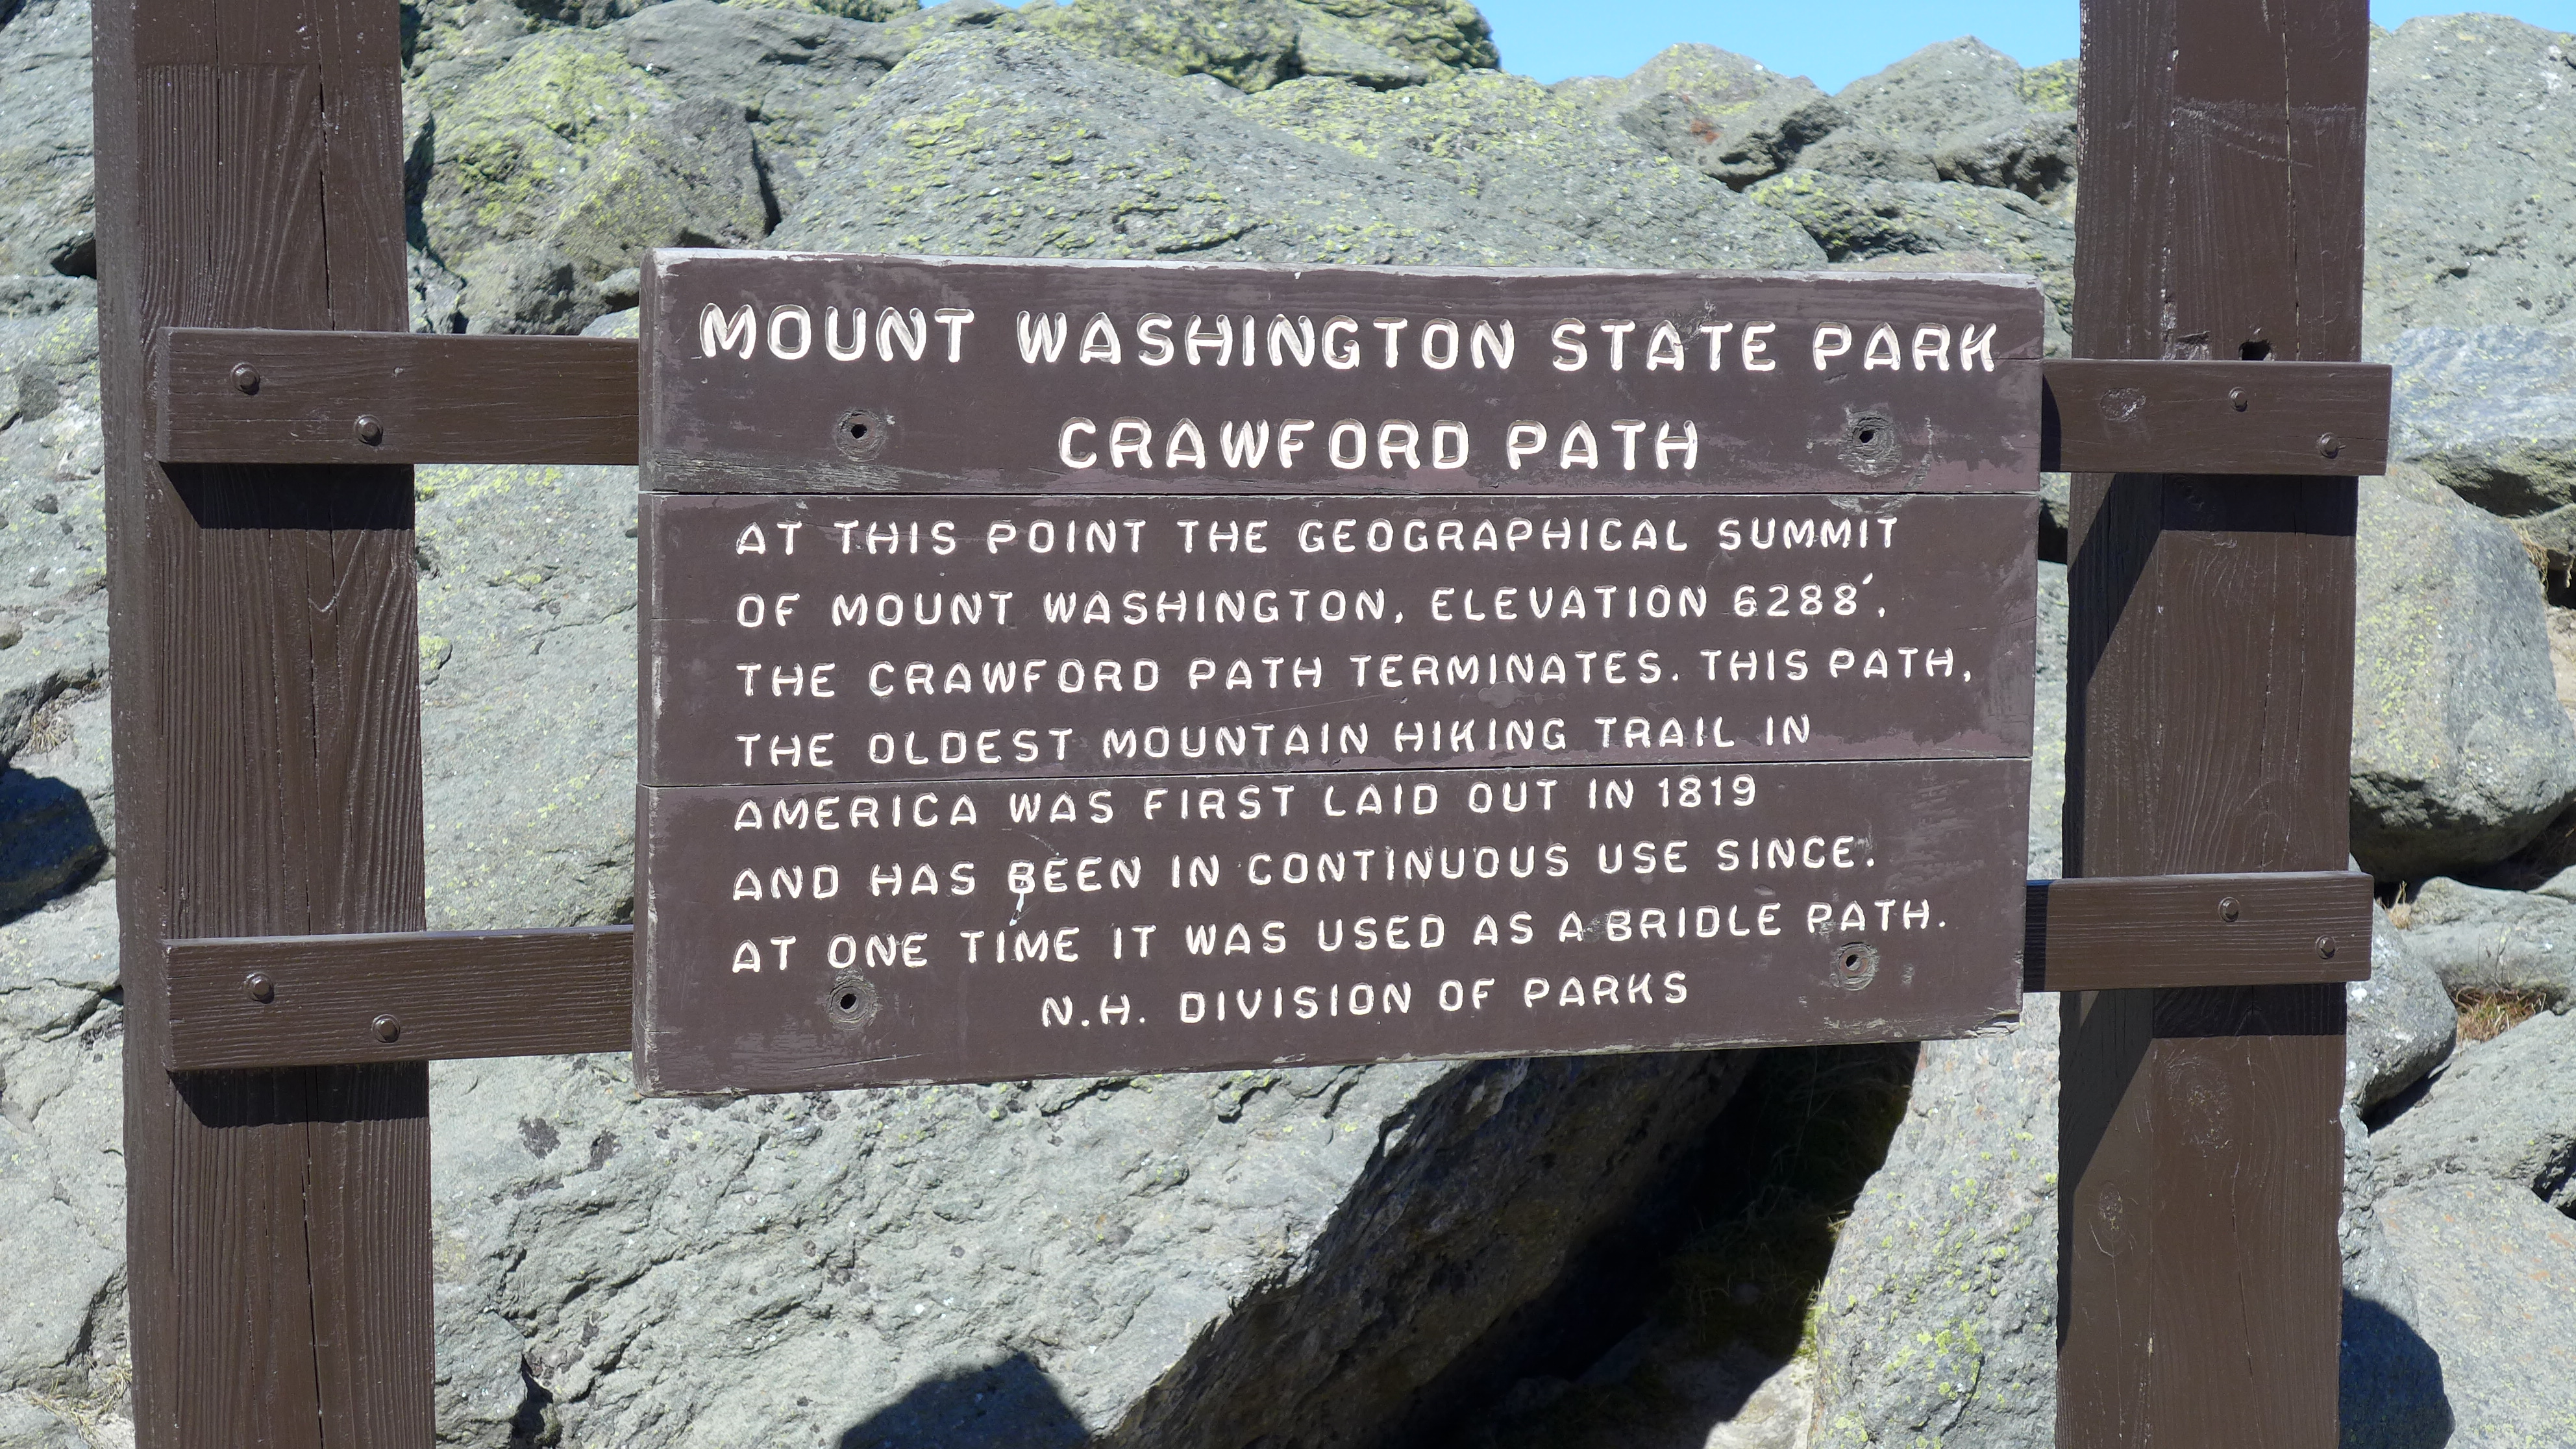 MOUNT WASHINGTON STATE PARK
CRAWFORD PATH
AT THIS POINT THE GEOGRAPHICAL SUMMIT
OF MOUNT WASHINGTON, ELEVATION 6288',
THE CRAWFORD PATH TERMINATES. THIS PATH,
THE OLDEST MOUNTAIN HIKING TRAIL IN
AMERICA WAS FIRST LAID OUT IN 1819
AND HAS BEEN IN CONTINUOUS USE SINCE.
AT ONE TIME IT WAS USED AS A BRIDLE PATH.
N.H. DIVISION OF PARKS